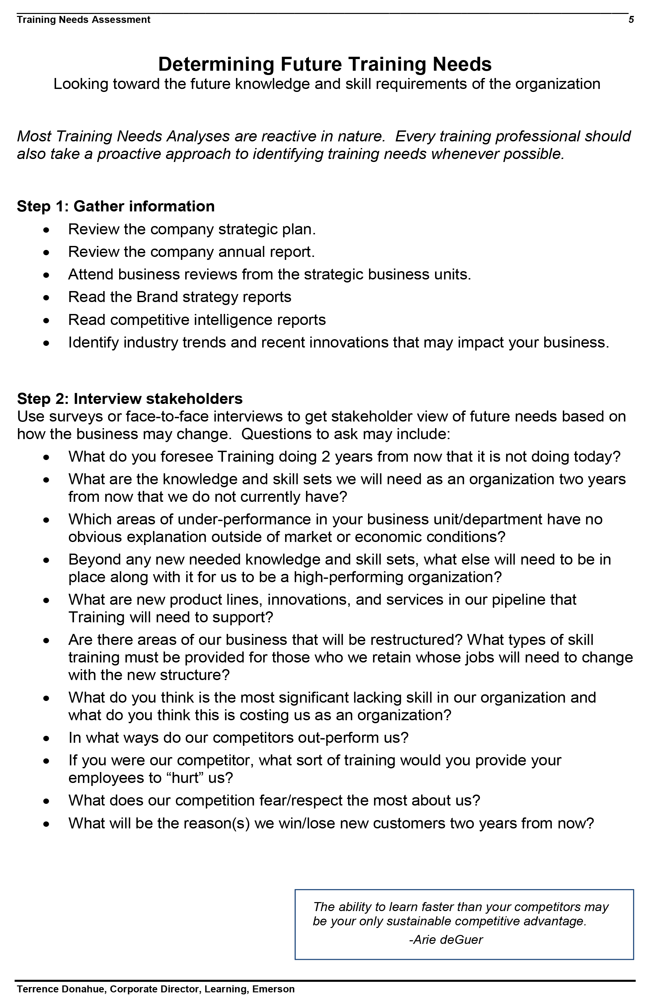 Training Needs Assessment 5
Determining Future Training Needs
Looking toward the future knowledge and skill requirements of the organization
Most Training Needs Analyses are reactive in nature.  Every training professional should
also take a proactive approach to identifying training needs whenever possible.
Step 1: Gather information
• Review the company strategic plan.
• Review the company annual report.
• Attend business reviews from the strategic business units.
• Read the Brand strategy reports
• Read competitive intelligence reports
• Identify industry trends and recent innovations that may impact your business.
Step 2: Interview stakeholders
Use surveys or face-to-face interviews to get stakeholder view of future needs based on
how the business may change.  Questions to ask may include:
• What do you foresee Training doing 2 years from now that it is not doing today?
• What are the knowledge and skill sets we will need as an organization two years
from now that we do not currently have?
• Which areas of under-performance in your business unit/department have no
obvious explanation outside of market or economic conditions?
• Beyond any new needed knowledge and skill sets, what else will need to be in
place along with it for us to be a high-performing organization?
• What are new product lines, innovations, and services in our pipeline that
Training will need to support?
• Are there areas of our business that will be restructured? What types of skill
training must be provided for those who we retain whose jobs will need to change
with the new structure?
• What do you think is the most significant lacking skill in our organization and
what do you think this is costing us as an organization?
• In what ways do our competitors out-perform us?
• If you were our competitor, what sort of training would you provide your
employees to “hurt” us?
• What does our competition fear/respect the most about us?
• What will be the reason(s) we win/lose new customers two years from now?
The ability to learn faster than your competitors may
be your only sustainable competitive advantage.
-Arie deGuer
Terrence Donahue, Corporate Director, Learning, Emerson